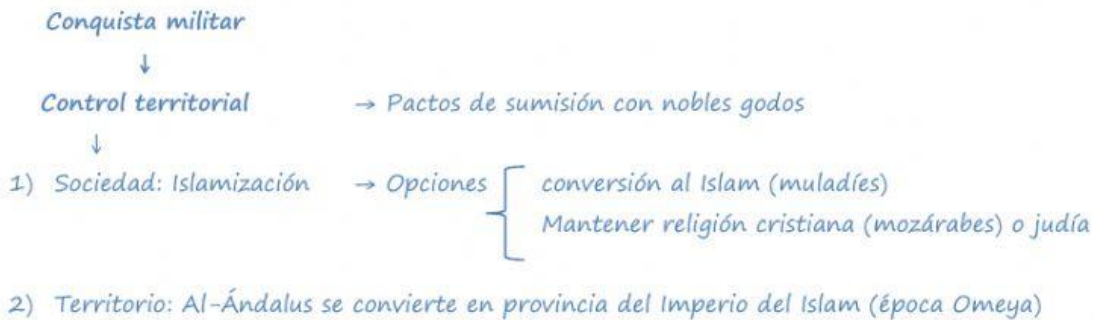 Conquista militar
↓
Control territorial → Pactos de sumisión con nobles godos
↓
1) Sociedad: Islamización → Opciones conversión al Islam (muladíes)
Mantener religión cristiana (mozárabes) o judía
2) Territorio: Al-Ándalus se convierte en provincia del Imperio del Islam (época Omeya)